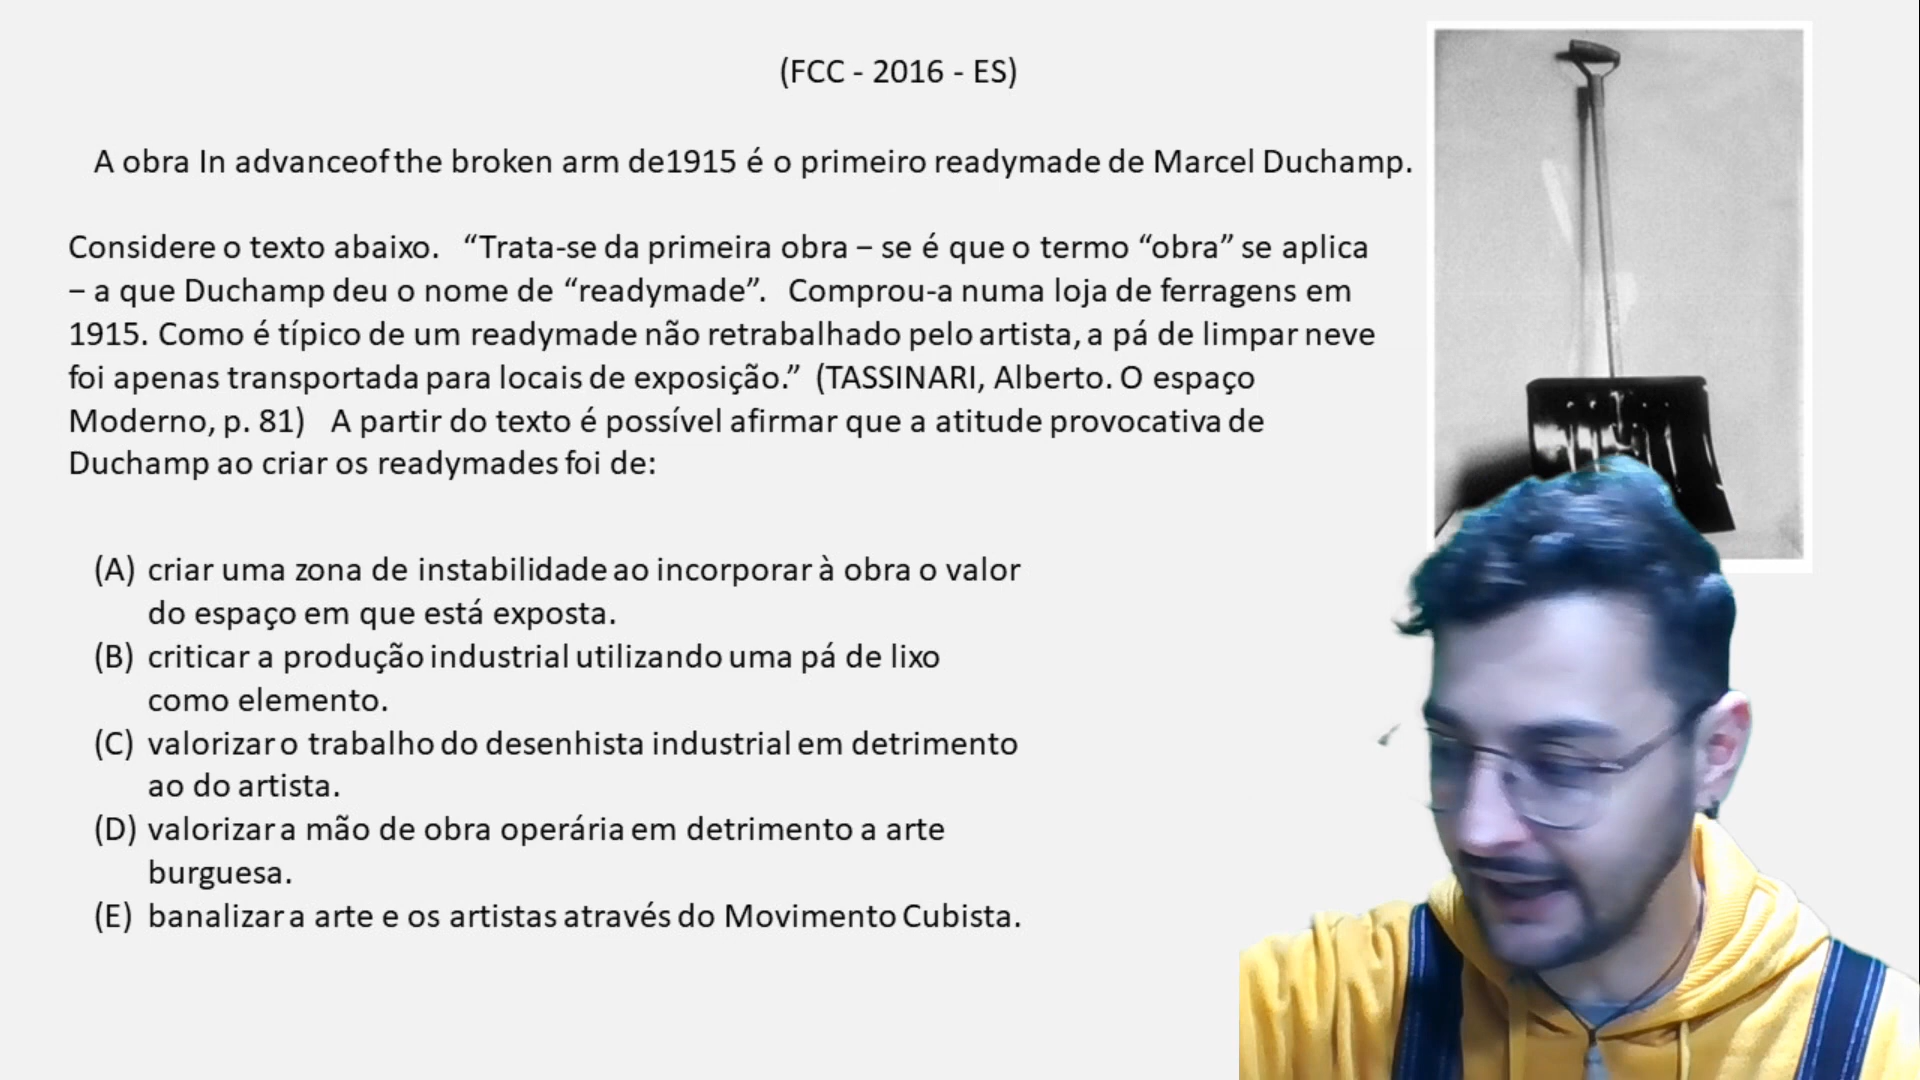 (FCC - 2016 - ES)
A obra In advanceofthe broken arm de1915 é o primeiro readymade de Marcel Duchamp.
Considere o texto abaixo. “Trata-se da primeira obra − se é que o termo “obra” se aplica
− a que Duchamp deu o nome de “readymade”. Comprou-a numa loja de ferragens em
1915. Como é típico de um readymade não retrabalhado pelo artista, a pá de limpar neve
foi apenas transportada para locais de exposição.” (TASSINARI, Alberto. O espaço
Moderno, p. 81) A partir do texto é possível afirmar que a atitude provocativa de
Duchamp ao criar os readymades foi de:
(A) criar uma zona de instabilidade ao incorporar à obra o valor
do espaço em que está exposta.
(B) criticar a produção industrial utilizando uma pá de lixo
como elemento.
(C) valorizar o trabalho do desenhista industrial em detrimento
ao do artista.
(D) valorizar a mão de obra operária em detrimento a arte
burguesa.
(E) banalizar a arte e os artistas através do Movimento Cubista.